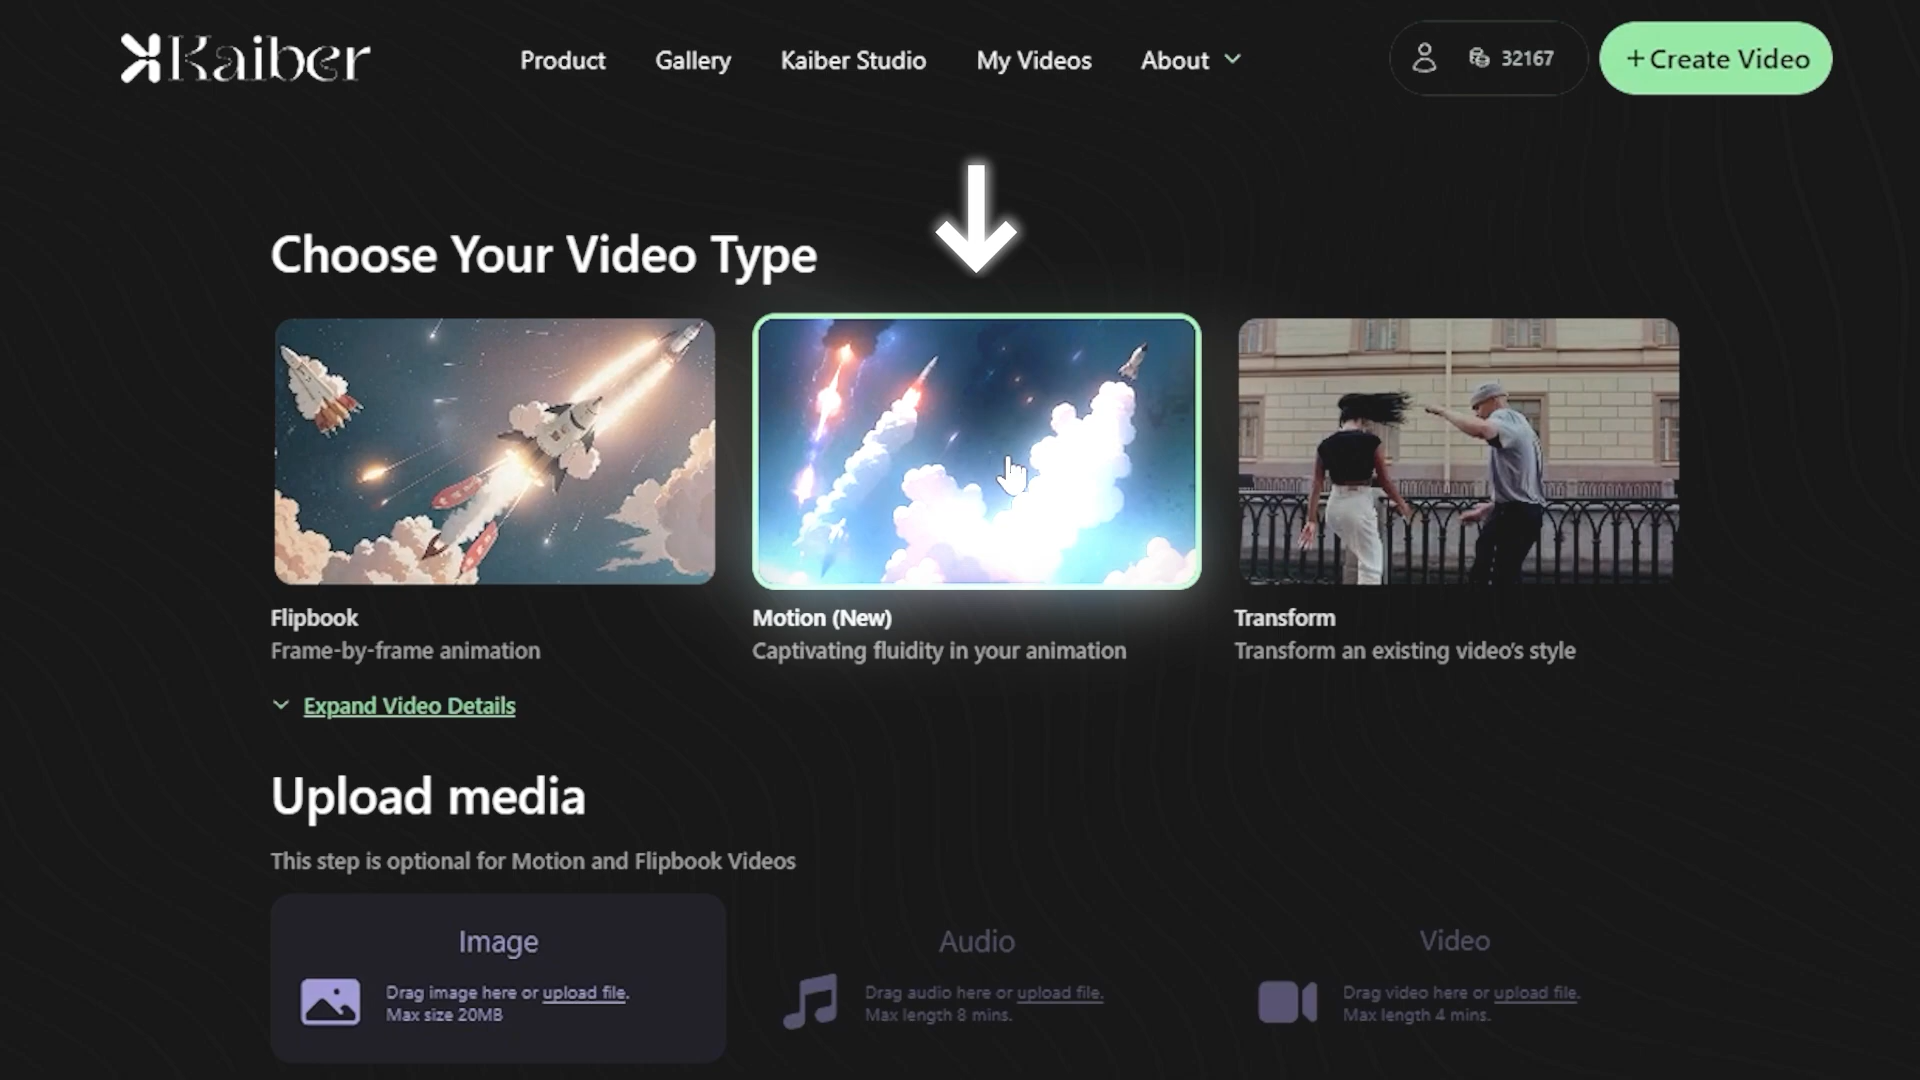 Kaiber
Product
Gallery
Kaiber Studio
My Videos
About
32167
+ Create Video
Choose Your Video Type
Flipbook
Frame-by-frame animation
Motion (New)
Captivating fluidity in your animation
Transform
Transform an existing video's style
Expand Video Details
Upload media
This step is optional for Motion and Flipbook Videos
Image
Drag image here or upload file.
Max size 20MB
Audio
Drag audio here or upload file.
Max length 8 mins.
Video
Drag video here or upload file.
Max length 4 mins.